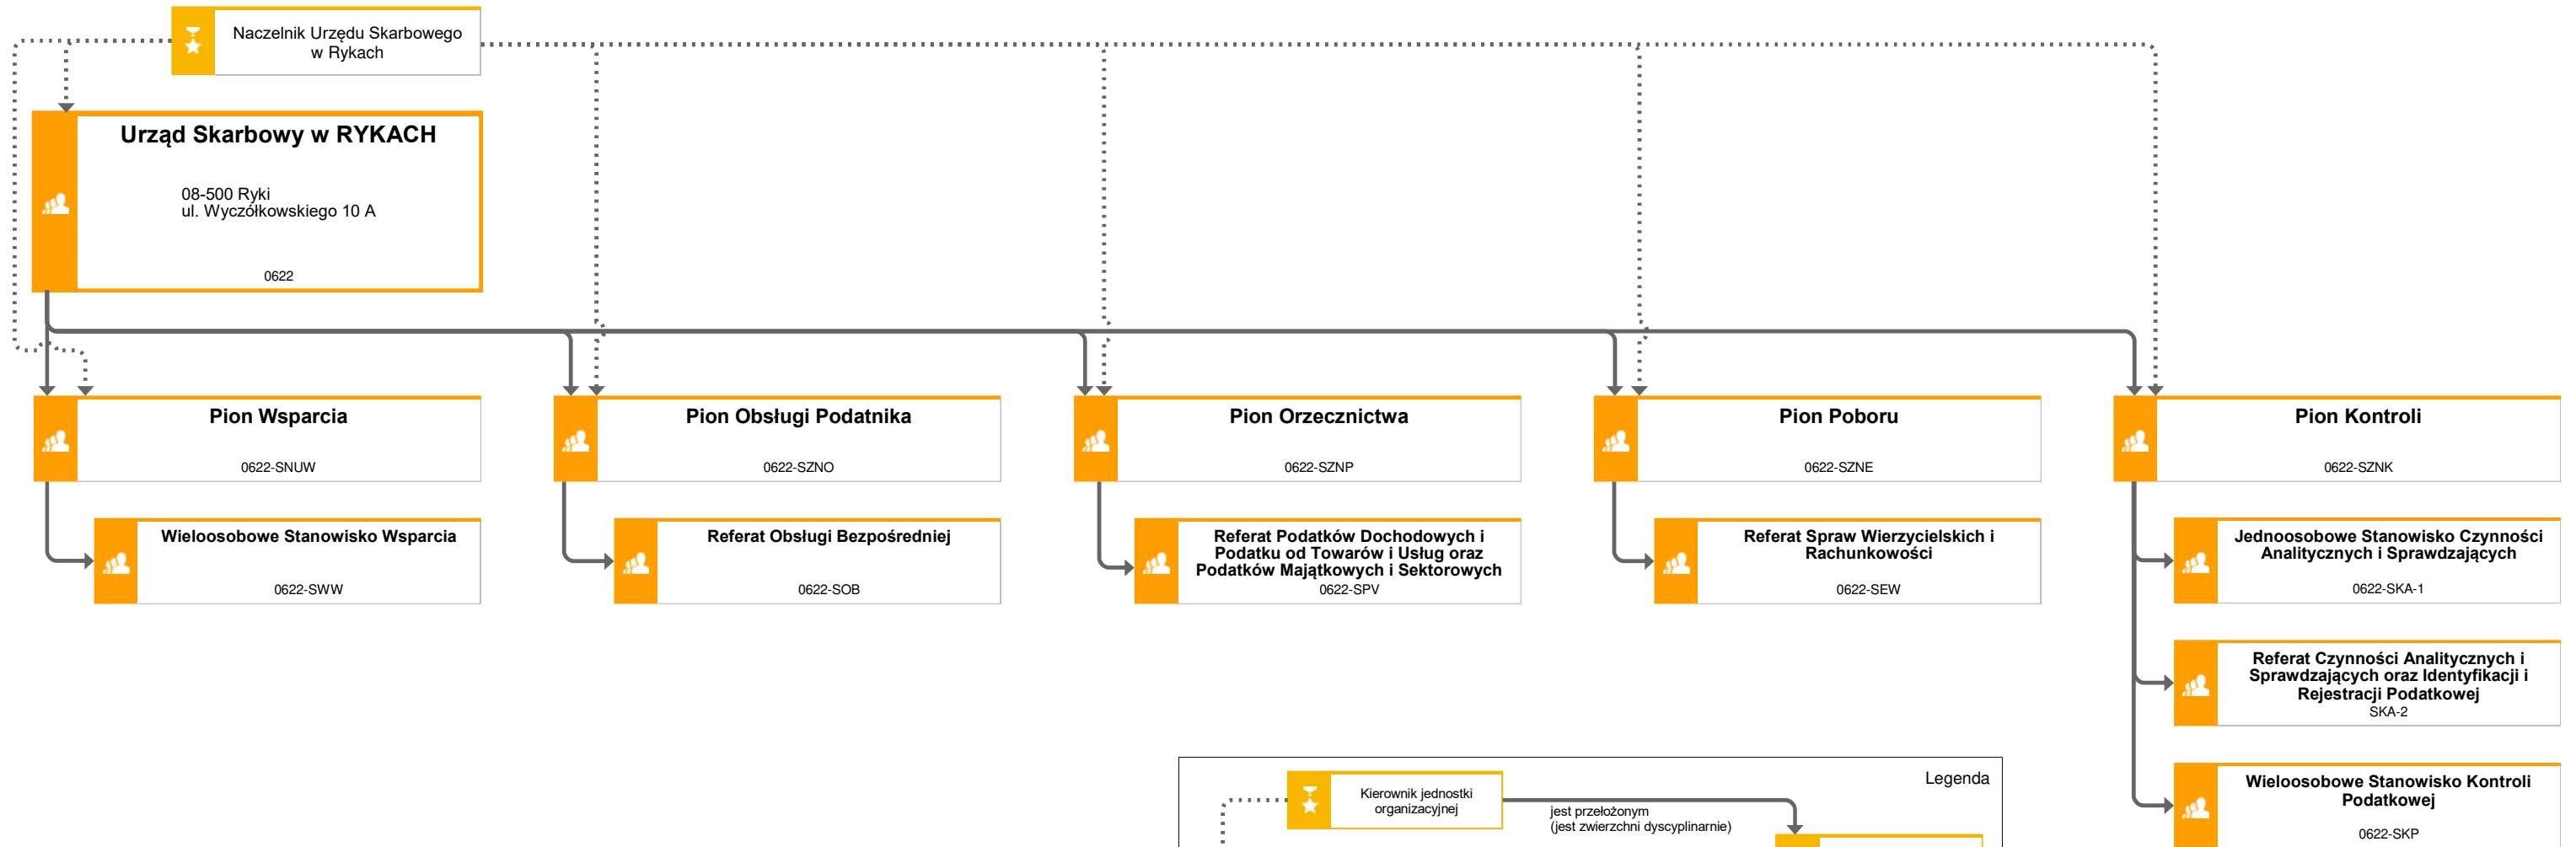 Naczelnik Urzędu Skarbowego
w Rykach
Urząd Skarbowy w RYKACH
08-500 Ryki
ul. Wyczółkowskiego 10 A
0622
Pion Wsparcia
0622-SNUW
Pion Obsługi Podatnika
0622-SZNO
Pion Orzecznictwa
0622-SZNP
Pion Poboru
0622-SZNE
Pion Kontroli
0622-SZNK
Wieloosobowe Stanowisko Wsparcia
0622-SWW
Referat Obsługi Bezpośredniej
0622-SOB
Referat Podatków Dochodowych i
Podatku od Towarów i Usług oraz
Podatków Majątkowych i Sektorowych
0622-SPV
Referat Spraw Wierzycielskich i
Rachunkowości
0622-SEW
Jednoosobowe Stanowisko Czynności
Analitycznych i Sprawdzających
0622-SKA-1
Referat Czynności Analitycznych i
Sprawdzających oraz Identyfikacji i
Rejestracji Podatkowej
SKA-2
Wieloosobowe Stanowisko Kontroli
Podatkowej
0622-SKP
Legenda
Kierownik jednostki
organizacyjnej
jest przełożonym
(jest zwierzchni dyscyplinarnie)